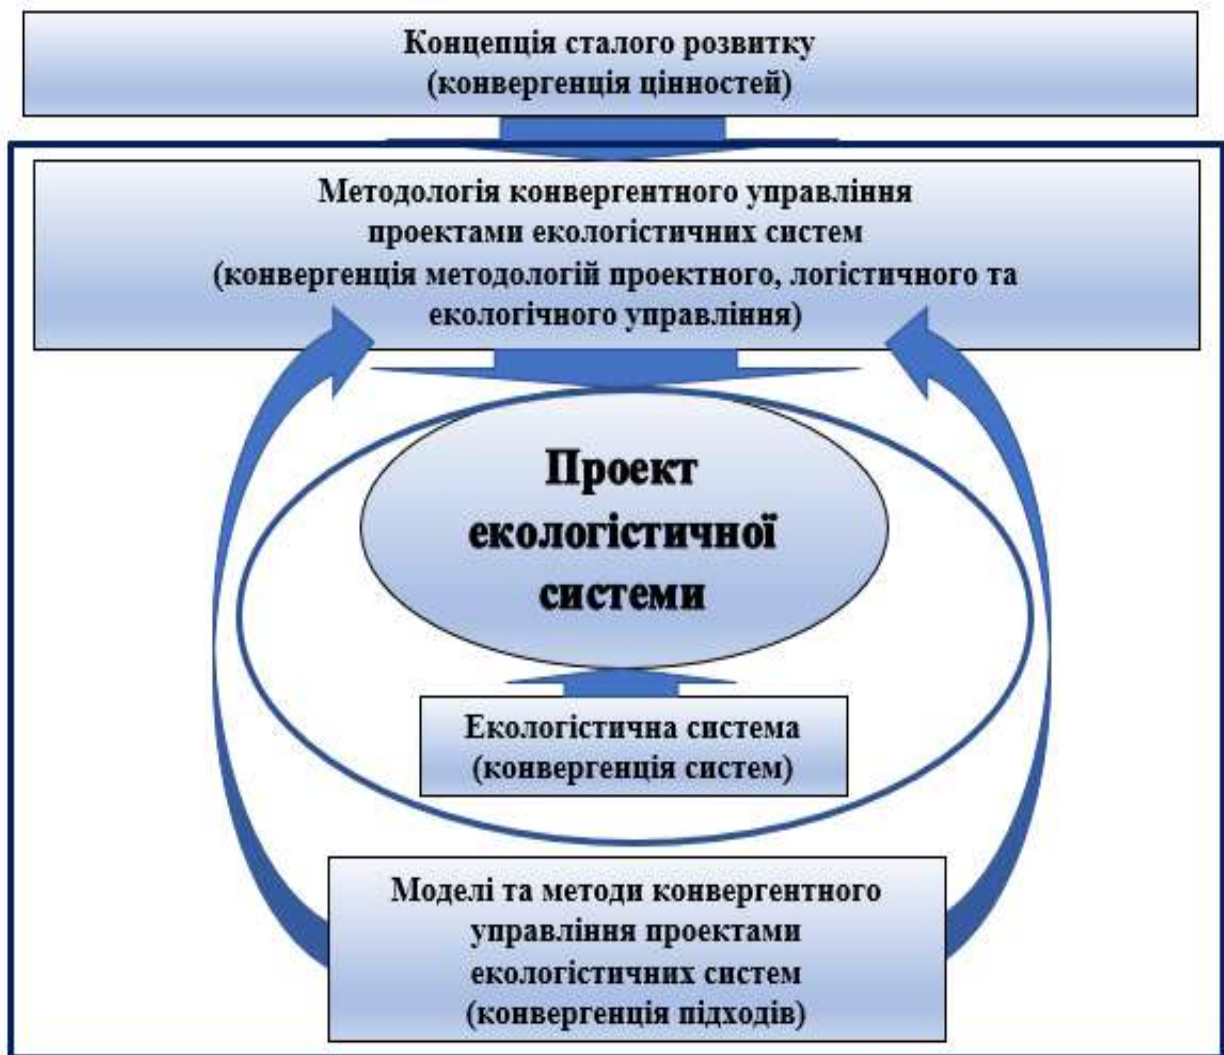 Концепція сталого розвитку
(конвергенція цінностей)
Методологія конвергентного управління
проектами екологістичних систем
(конвергенція методологій проектного, логістичного та
екологічного управління)
Проект
екологістичної
системи
Екологістична система
(конвергенція систем)
Моделі та методи конвергентного
управління проектами
екологістичних систем
(конвергенція підходів)